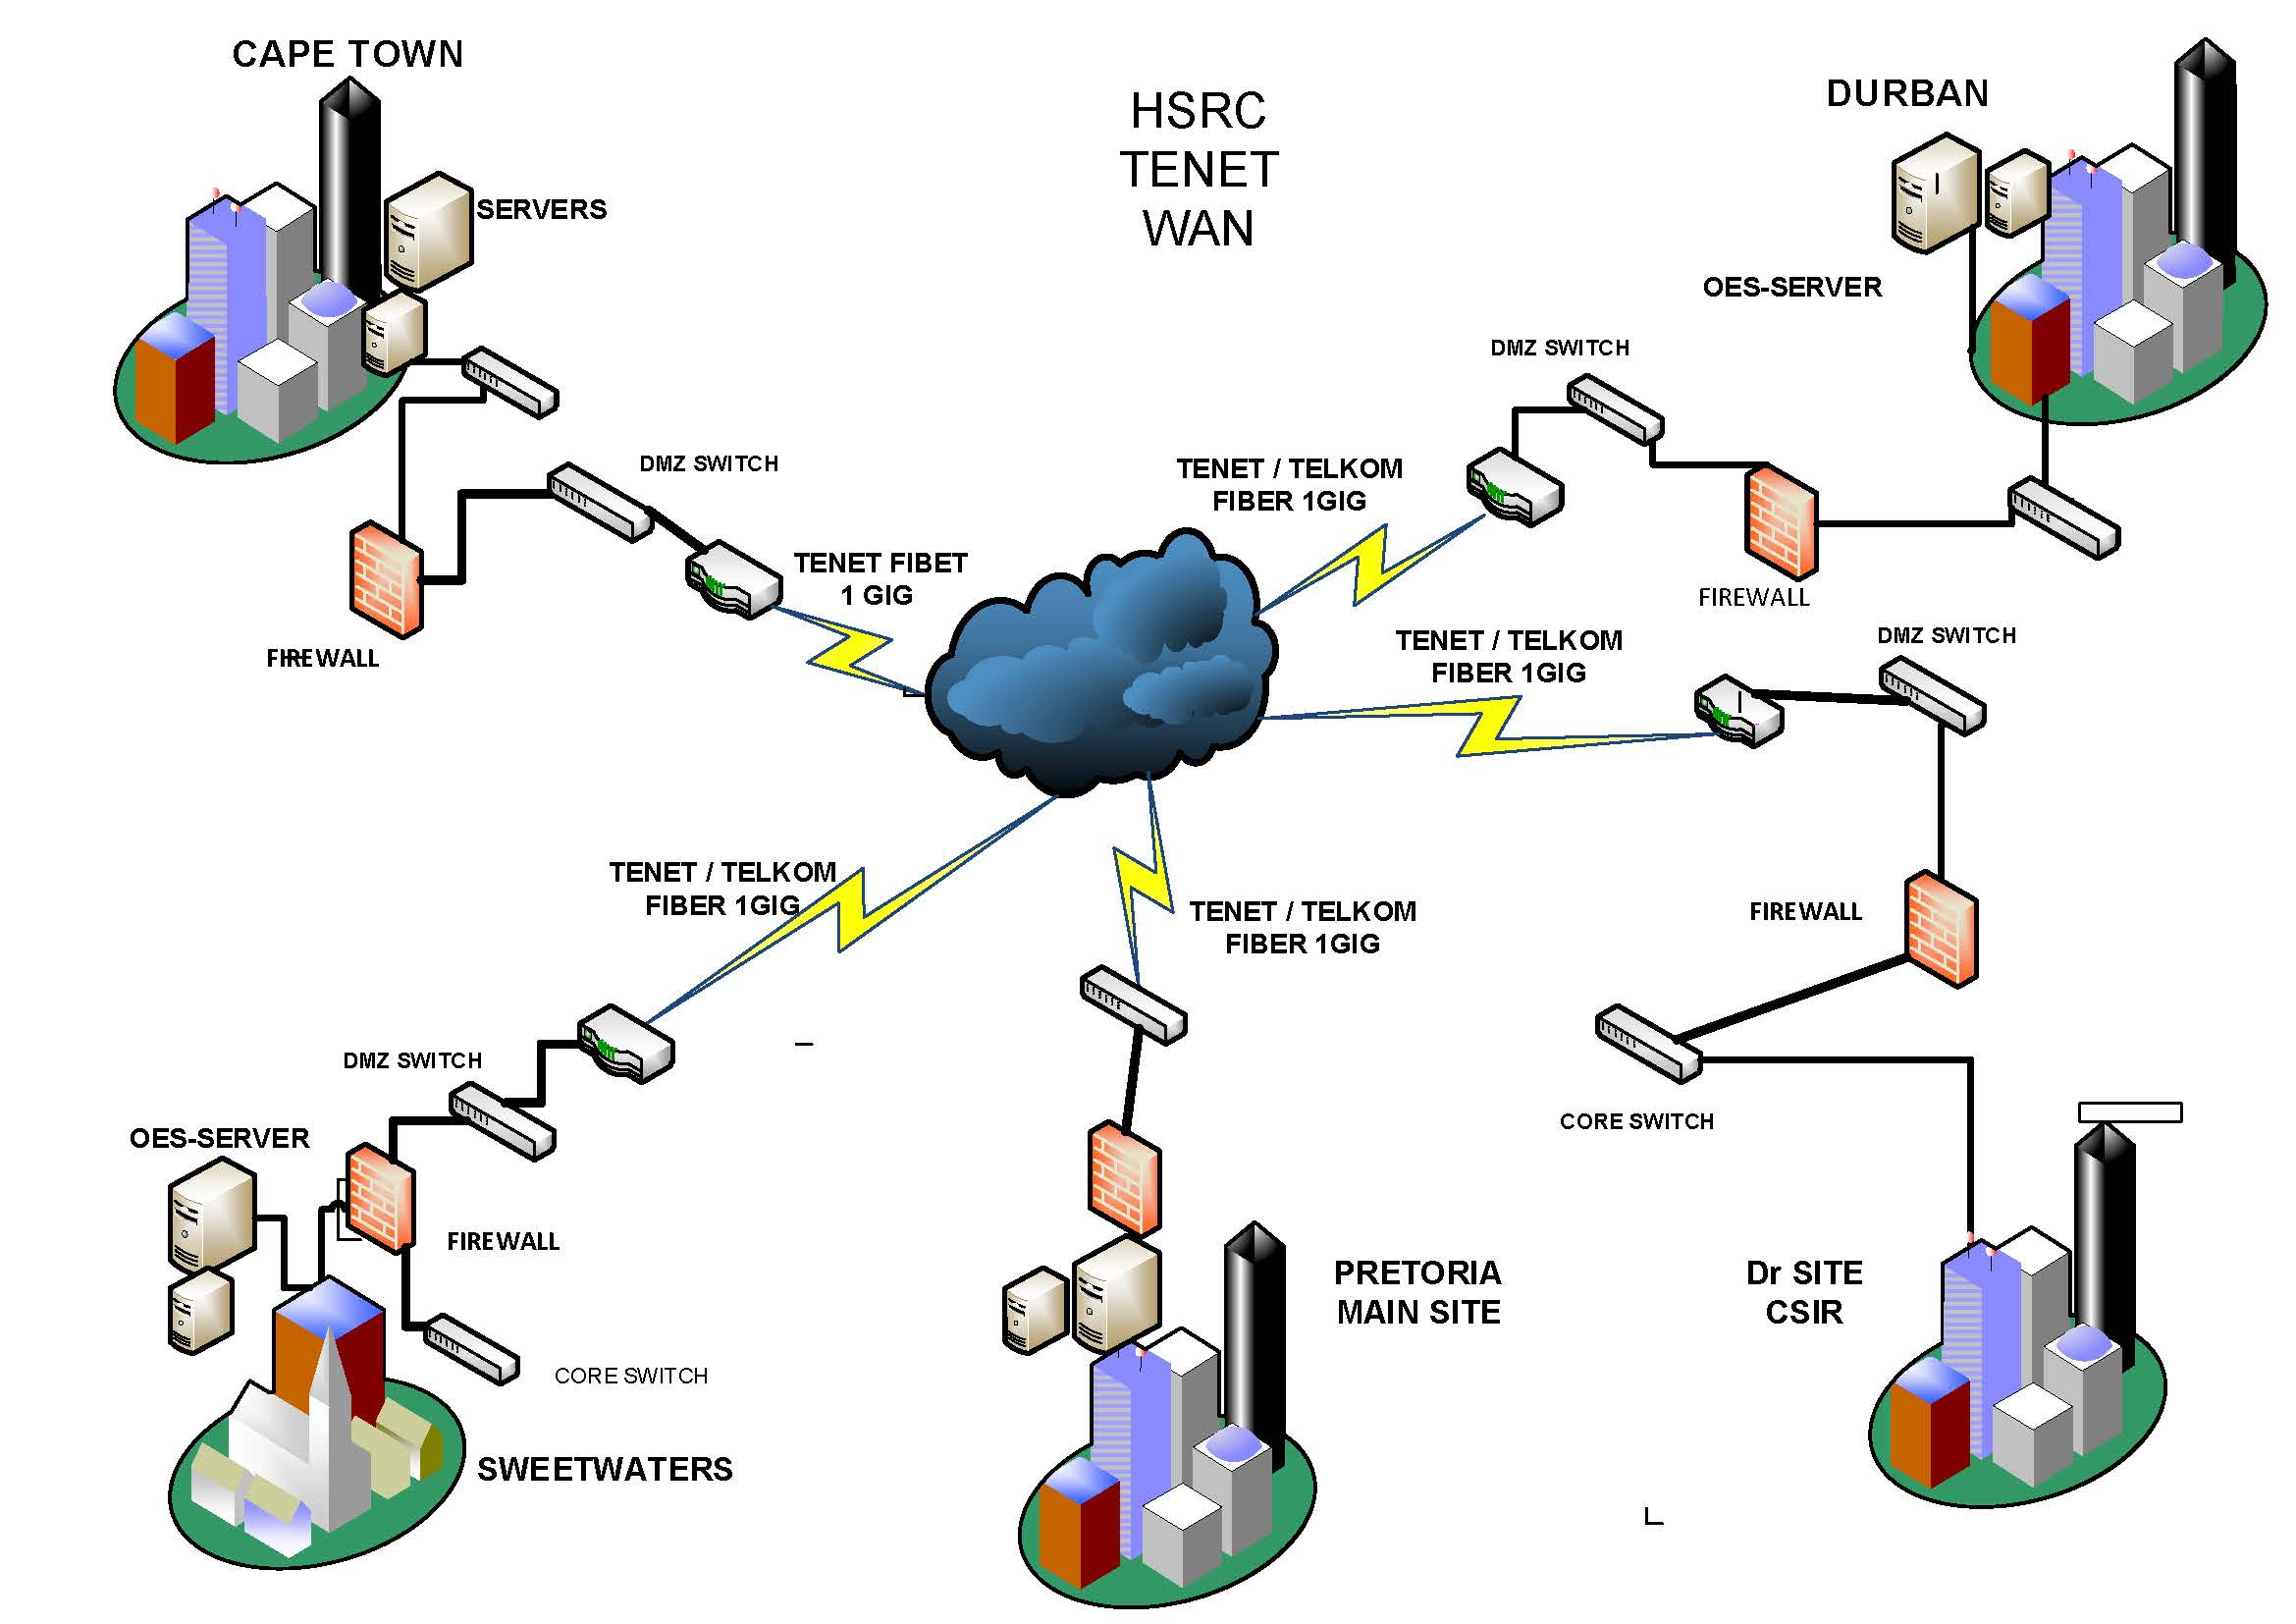 CAPE TOWN
HSRC
TENET
WAN
DURBAN
SERVERS
OES-SERVER
DMZ SWITCH
DMZ SWITCH
TENET / TELKOM
FIBER 1GIG
TENET FIBET
1 GIG
FIREWALL
FIREWALL
TENET / TELKOM
FIBER 1GIG
DMZ SWITCH
TENET / TELKOM
FIBER 1GIG
TENET / TELKOM
FIBER 1GIG
FIREWALL
DMZ SWITCH
CORE SWITCH
OES-SERVER
FIREWALL
PRETORIA
MAIN SITE
Dr SITE
CSIR
CORE SWITCH
SWEETWATERS